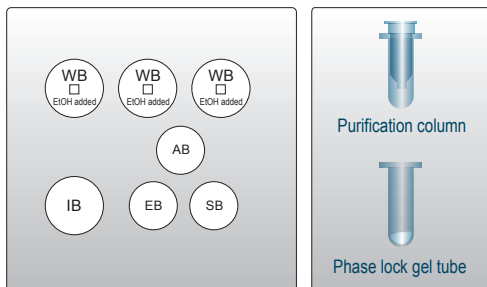 WB
EtOH added
WB
EtOH added
WB
EtOH added
AB
IB
EB
SB
Purification column
Phase lock gel tube